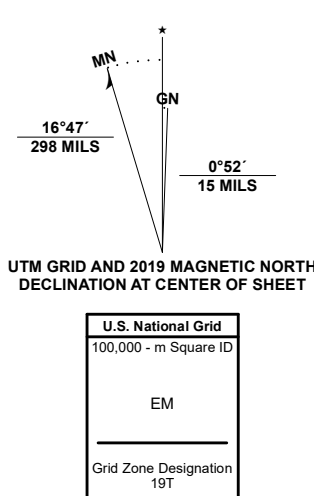 ★
MN
GN
16°47´
298 MILS
0°52´
15 MILS
UTM GRID AND 2019 MAGNETIC NORTH
DECLINATION AT CENTER OF SHEET
U.S. National Grid
100,000 - m Square ID
EM
Grid Zone Designation
19T